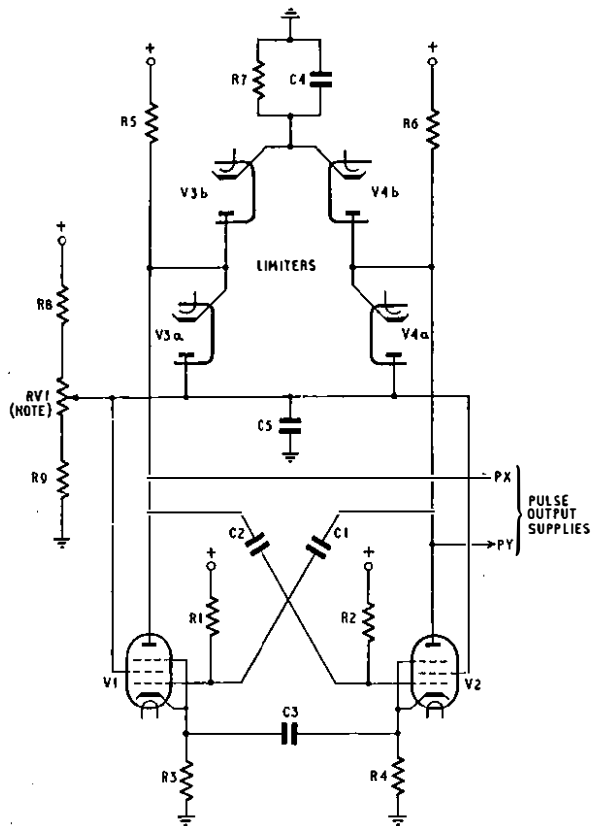 +
+
R7
C4
R5
R6
V3b
V4b
+
LIMITERS
R8
V3a
V4a
RV1
(NOTE)
C5
R9
PX
PULSE
OUTPUT
SUPPLIES
PY
C2
C1
+
+
R1
R2
V1
V2
C3
R3
R4